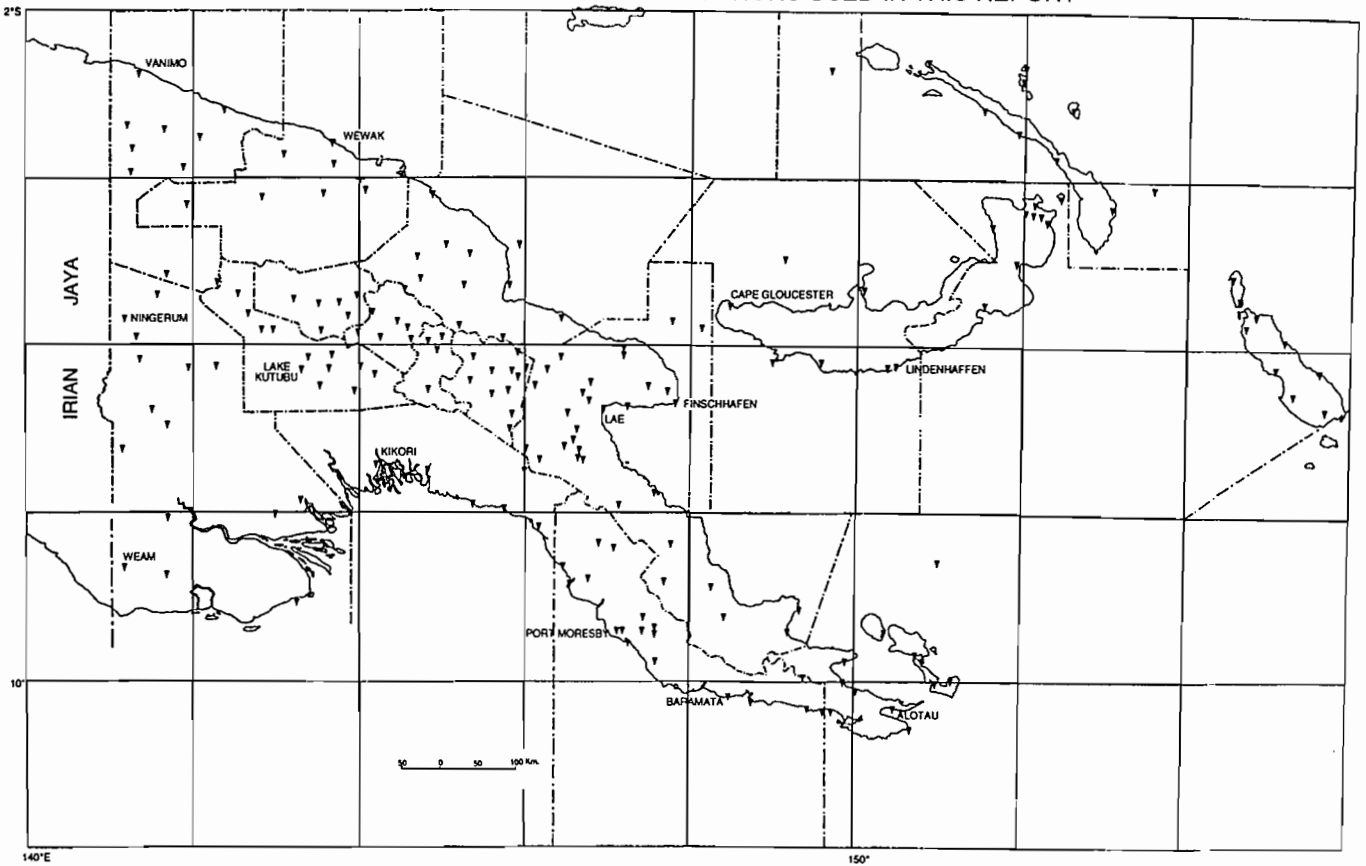 2°S
VANIMO
WEWAK
JAYA
CAPE GLOUCESTER
NINGERUM
LAKE
KUTUBU
LINDENHAFFEN
IRIAN
FINSCHHAFEN
LAE
KIKORI
WEAM
PORT MORESBY
10°
BARAMATA
ALOTAU
50 0 50 100 Km.
140°E
150°